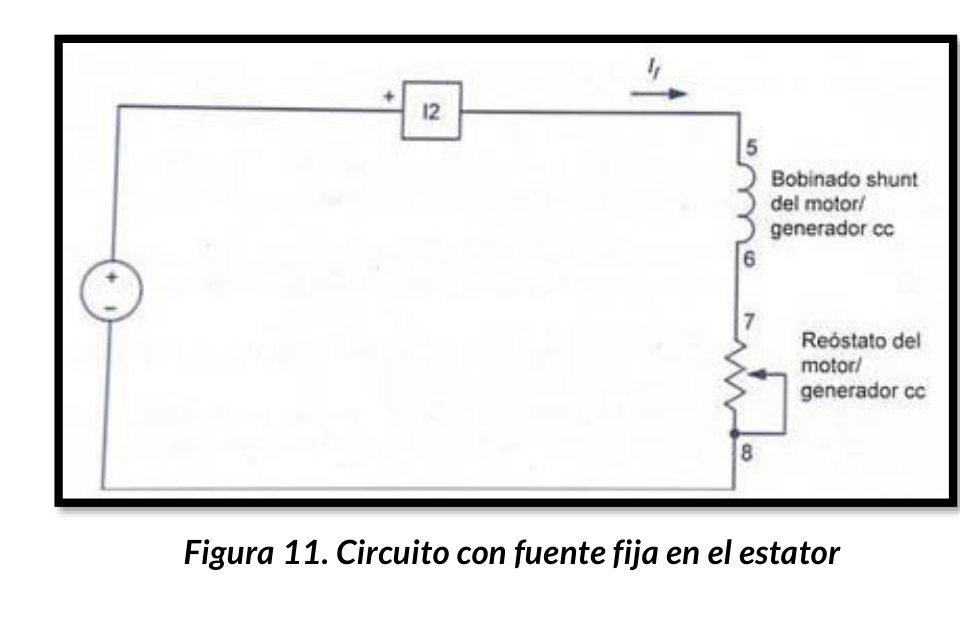 I_f
+
I2
5
Bobinado shunt
del motor/
generador cc
6
+
−
7
Reóstato del
motor/
generador cc
8
Figura 11. Circuito con fuente fija en el estator